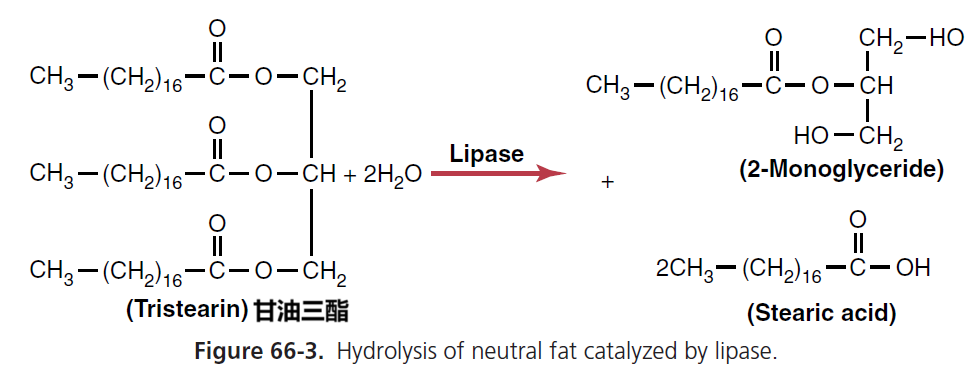 O
CH₃—(CH₂)₁₆—C—O—CH₂
O
CH₃—(CH₂)₁₆—C—O—CH + 2H₂O
O
CH₃—(CH₂)₁₆—C—O—CH₂
(Tristearin) 甘油三酯
Lipase
+
O
CH₂—HO
CH₃—(CH₂)₁₆—C—O—CH
HO—CH₂
(2-Monoglyceride)
O
2CH₃—(CH₂)₁₆—C—OH
(Stearic acid)
Figure 66-3. Hydrolysis of neutral fat catalyzed by lipase.